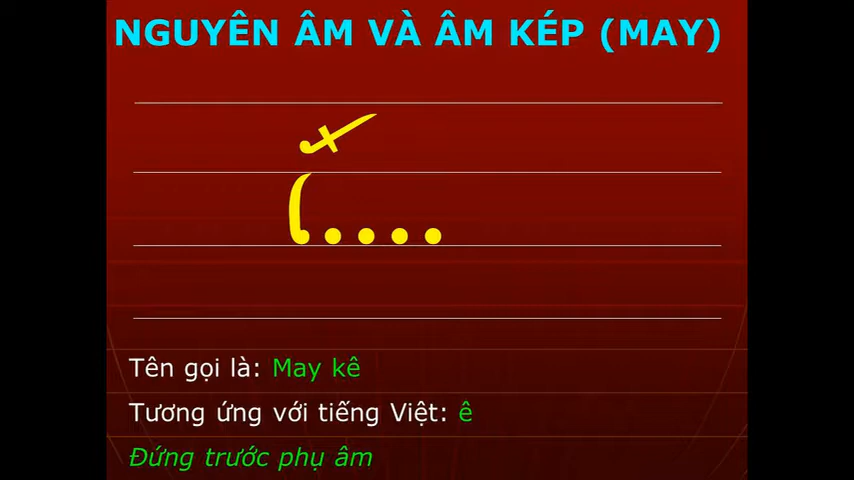 NGUYÊN ÂM VÀ ÂM KÉP (MAY)
Tên gọi là: May kê
Tương ứng với tiếng Việt: ê
Đứng trước phụ âm